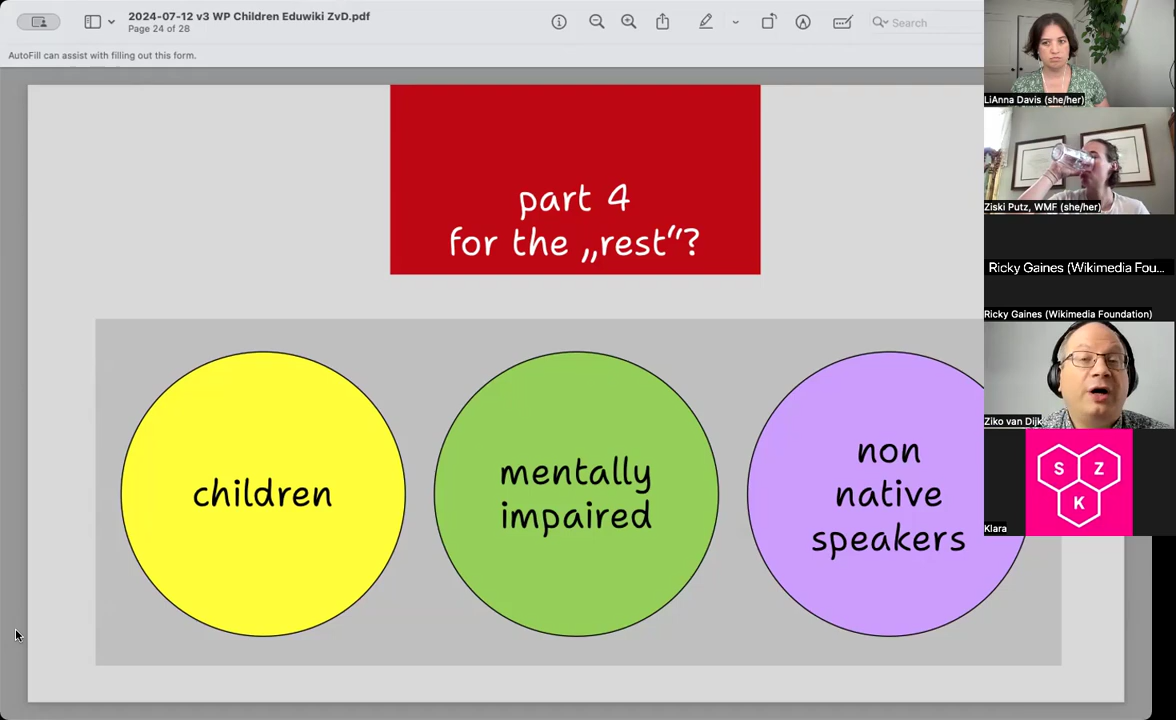 2024-07-12 v3 WP Children Eduwiki ZvD.pdf
Page 24 of 28
Search
AutoFill can assist with filling out this form.
part 4
for the „rest“?
children
mentally
impaired
non
native
speakers
LiAnna Davis (she/her)
Ziski Putz, WMF (she/her)
Ricky Gaines (Wikimedia Fou...
Ricky Gaines (Wikimedia Foundation)
Ziko van Dijk
S Z
K
Klara